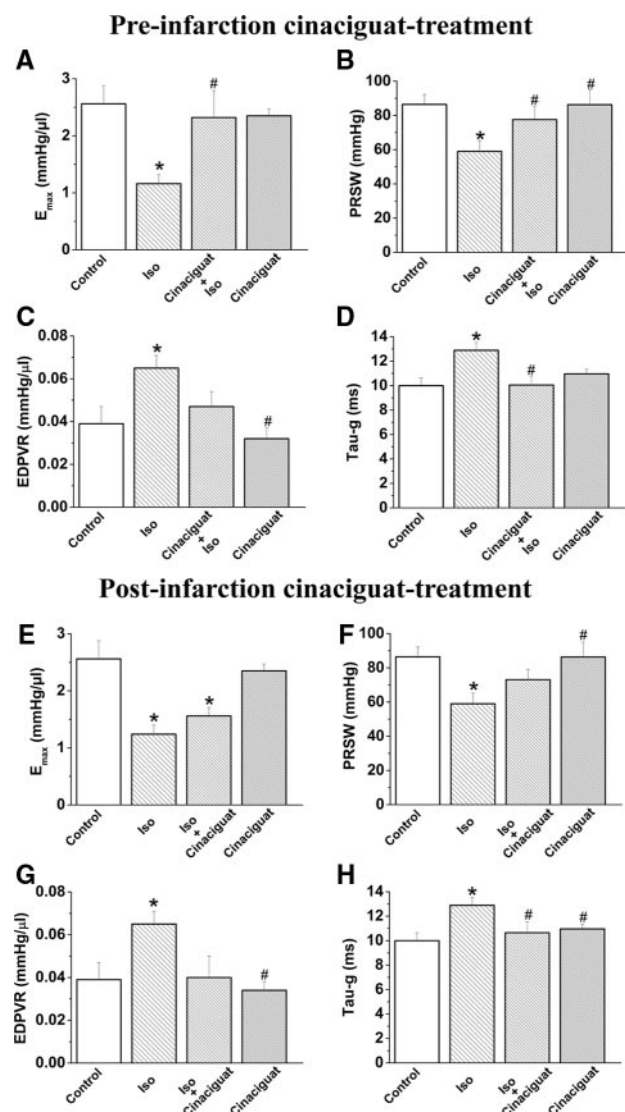 Pre-infarction cinaciguat-treatment
A
3
2
1
0
E max (mmHg/µl)
*
#
Control
Iso
Cinaciguat
+
Iso
Cinaciguat
B
100
80
60
40
20
0
PRSW (mmHg)
*
#
#
Control
Iso
Cinaciguat
+
Iso
Cinaciguat
C
0.08
0.06
0.04
0.02
0.00
EDPVR (mmHg/µl)
*
#
Control
Iso
Cinaciguat
+
Iso
Cinaciguat
D
14
12
10
8
6
4
2
0
Tau-g (ms)
*
#
Control
Iso
Cinaciguat
+
Iso
Cinaciguat
Post-infarction cinaciguat-treatment
E
3
2
1
0
E max (mmHg/µl)
*
*
Control
Iso
Iso
+
Cinaciguat
Cinaciguat
F
100
80
60
40
20
0
PRSW (mmHg)
*
#
Control
Iso
Iso
+
Cinaciguat
Cinaciguat
G
0.08
0.06
0.04
0.02
0.00
EDPVR (mmHg/µl)
*
#
Control
Iso
Iso
+
Cinaciguat
Cinaciguat
H
14
12
10
8
6
4
2
0
Tau-g (ms)
*
#
#
Control
Iso
Iso
+
Cinaciguat
Cinaciguat